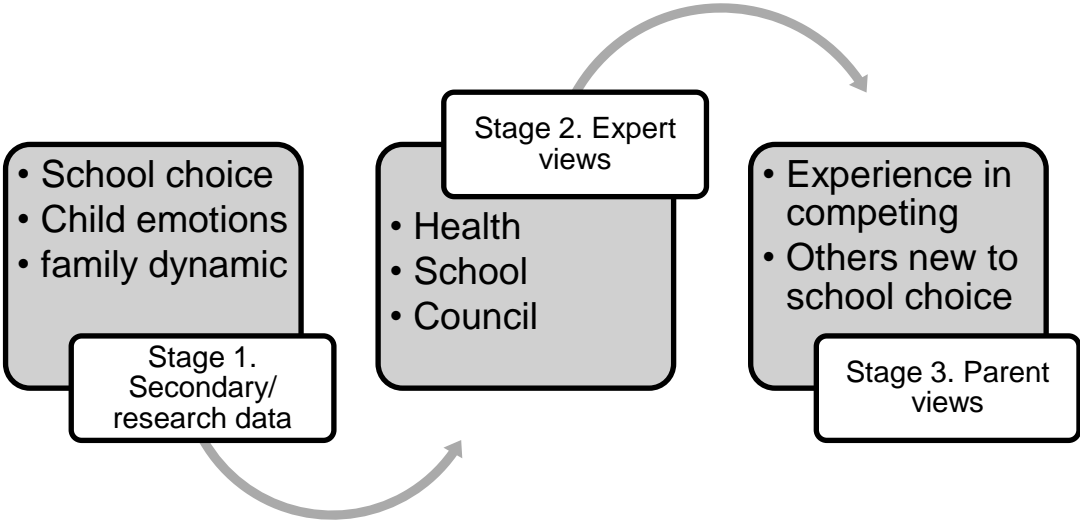 • School choice
• Child emotions
• family dynamic
Stage 1.
Secondary/
research data
Stage 2. Expert
views
• Health
• School
• Council
• Experience in
competing
• Others new to
school choice
Stage 3. Parent
views